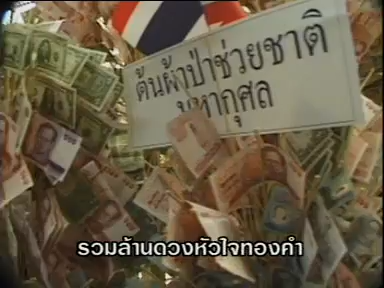 ต้นผ้าป่าช่วยชาติ
มหากุศล
100
รวมล้านดวงหัวใจทองคำ